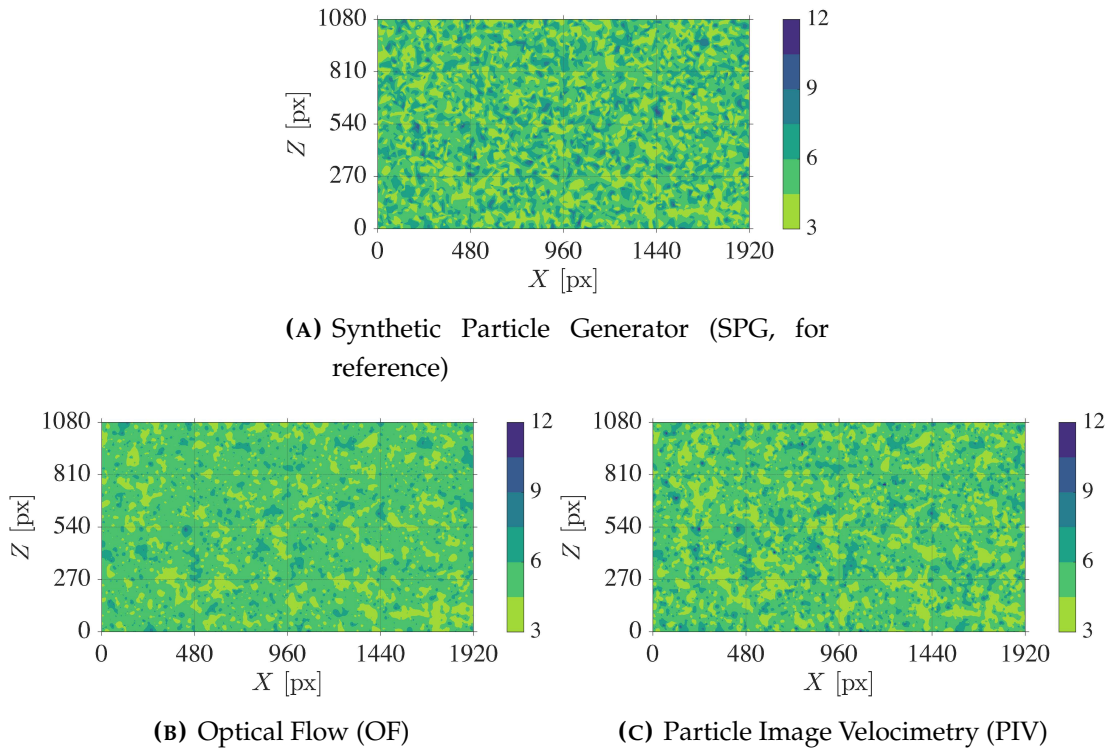 1080
810
540
270
0
Z [px]
0 480 960 1440 1920
X [px]
12
9
6
3
(A) Synthetic Particle Generator (SPG, for
reference)
1080
810
540
270
0
Z [px]
0 480 960 1440 1920
X [px]
12
9
6
3
(B) Optical Flow (OF)
1080
810
540
270
0
Z [px]
0 480 960 1440 1920
X [px]
12
9
6
3
(C) Particle Image Velocimetry (PIV)